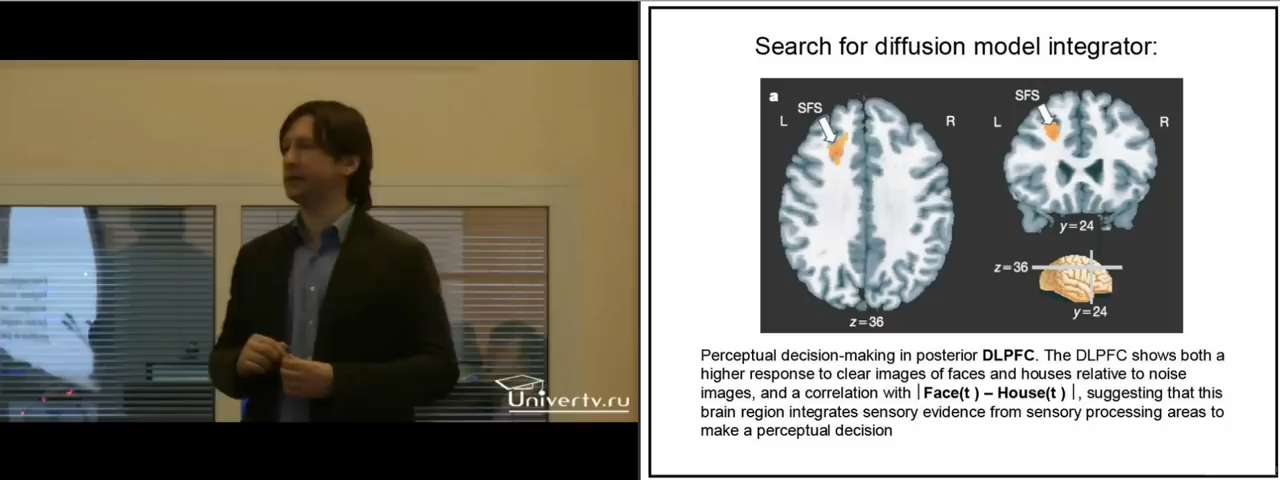 Univertv.ru
Search for diffusion model integrator:
a
SFS
L
R
z=36
SFS
L
R
y=24
z=36
y=24
Perceptual decision-making in posterior DLPFC. The DLPFC shows both a
higher response to clear images of faces and houses relative to noise
images, and a correlation with |Face(t ) – House(t ) |, suggesting that this
brain region integrates sensory evidence from sensory processing areas to
make a perceptual decision